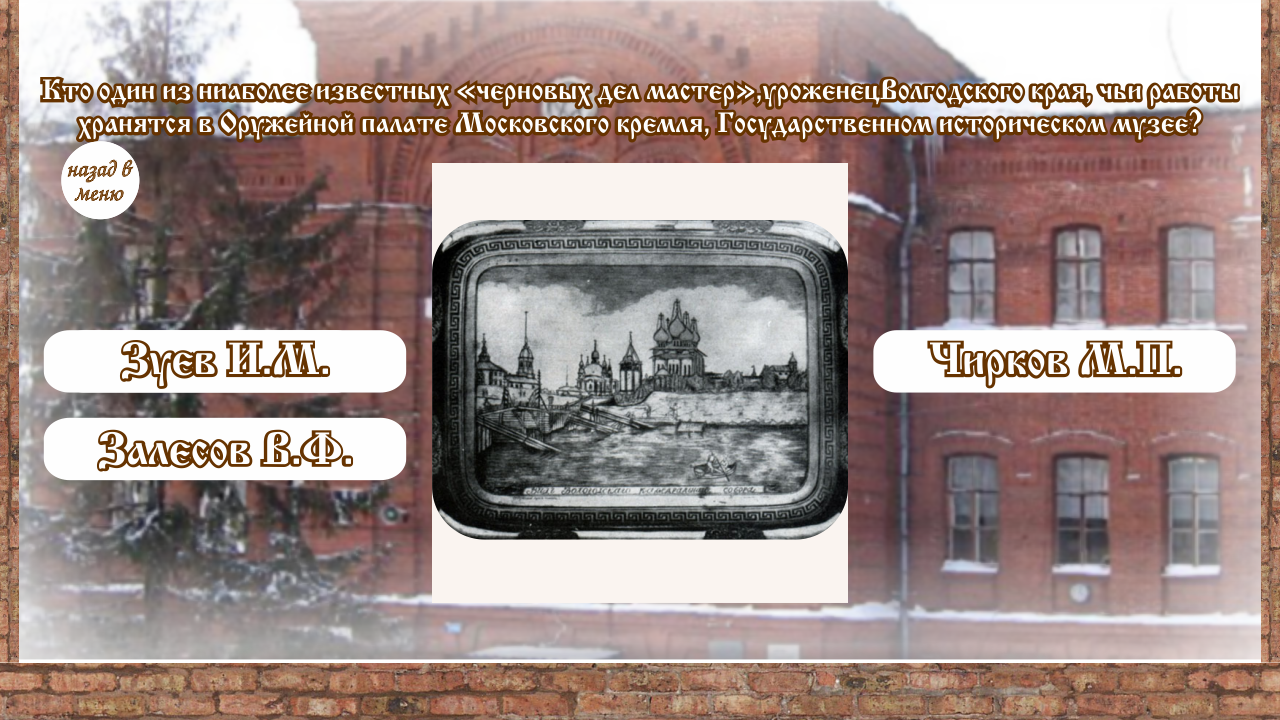 Кто один из ниаболее известных «черновых дел мастер»,уроженецВолгодского края, чьи работы
хранятся в Оружейной палате Московского кремля, Государственном историческом музее?
назад в
меню
Зуев И.М.
Чирков М.П.
Залесов В.Ф.